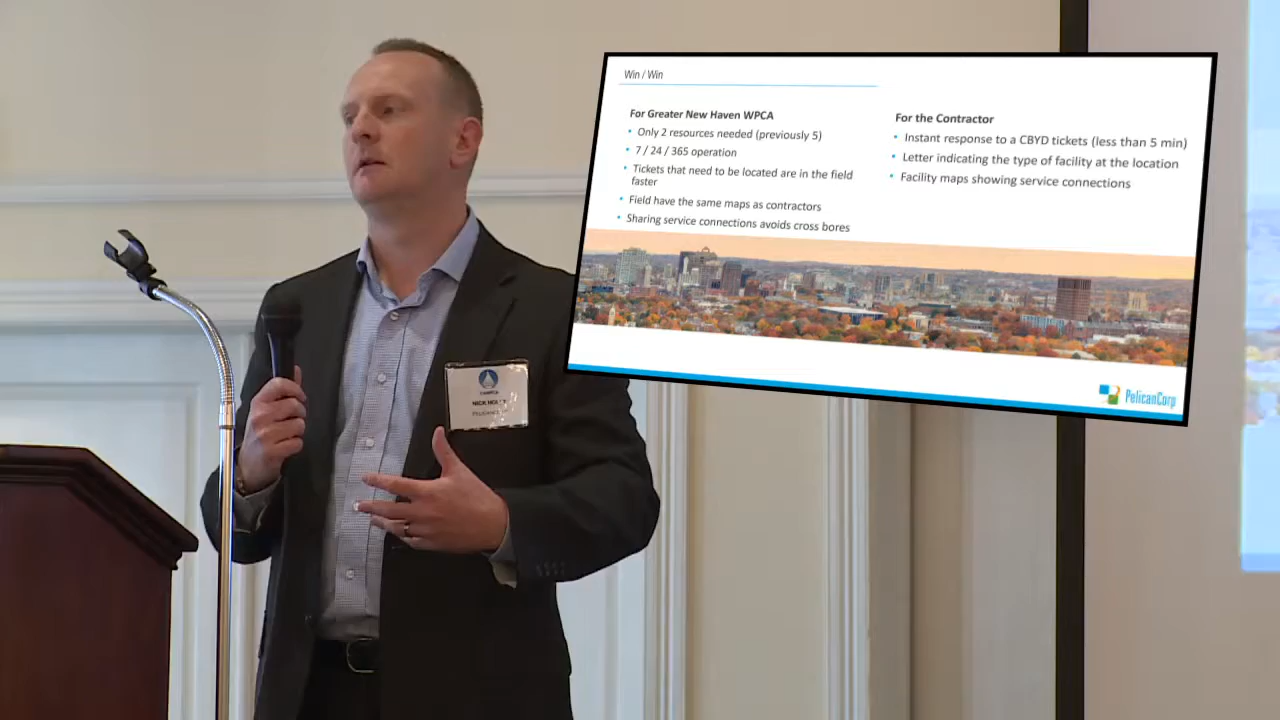 Win / Win
For Greater New Haven WPCA
• Only 2 resources needed (previously 5)
• 7 / 24 / 365 operation
• Tickets that need to be located are in the field
faster
• Field have the same maps as contractors
• Sharing service connections avoids cross bores
For the Contractor
• Instant response to a CBYD tickets (less than 5 min)
• Letter indicating the type of facility at the location
• Facility maps showing service connections
PelicanCorp
NICK